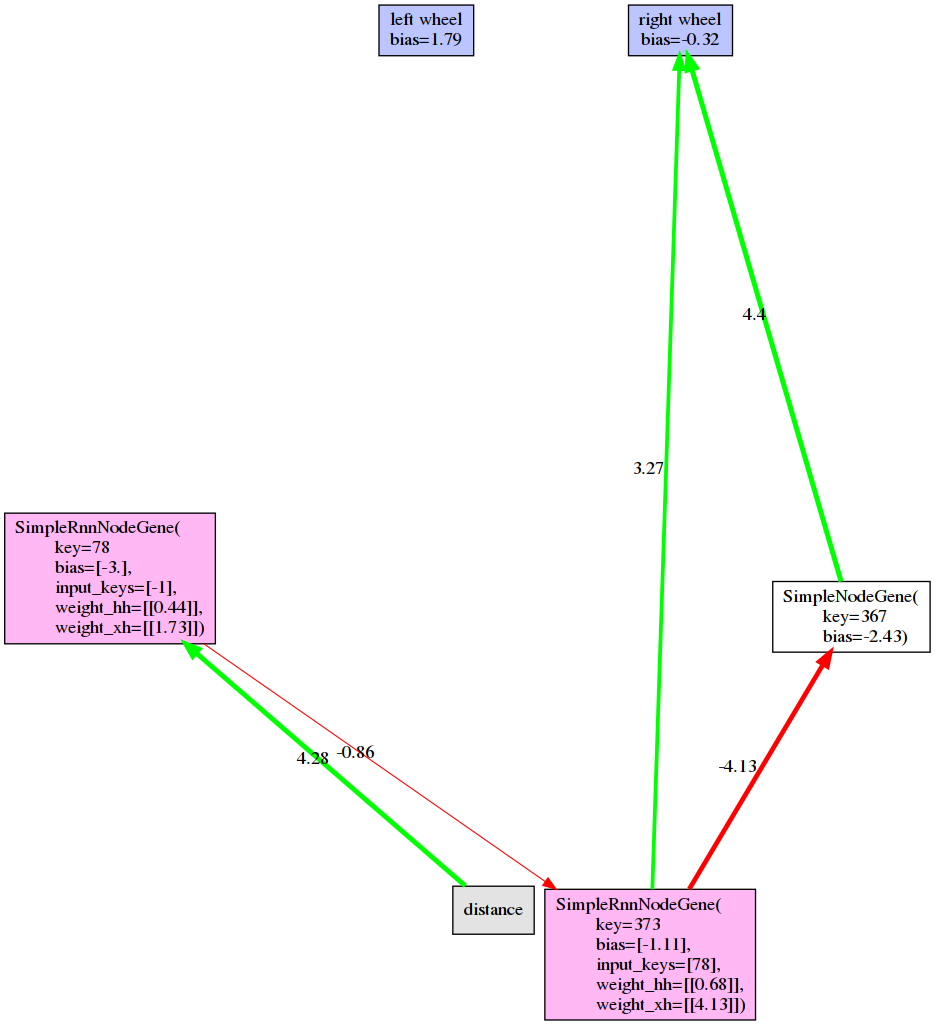 left wheel
bias=1.79
right wheel
bias=-0.32
4.4
3.27
SimpleRnnNodeGene(
key=78
bias=[-3.],
input_keys=[-1],
weight_hh=[[0.44]],
weight_xh=[[1.73]])
SimpleNodeGene(
key=367
bias=-2.43)
4.28
-0.86
-4.13
distance
SimpleRnnNodeGene(
key=373
bias=[-1.11],
input_keys=[78],
weight_hh=[[0.68]],
weight_xh=[[4.13]])